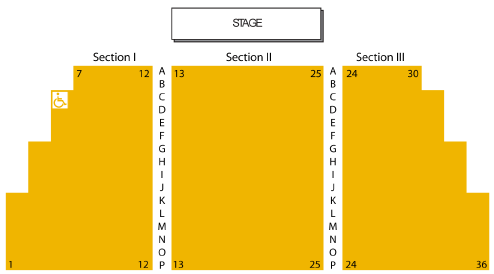 STAGE
Section I
Section II
Section III
7 12 A 13 25 A 24 30
B B
C C
D D
E E
F F
G G
H H
I I
J J
K K
L L
M M
N N
O O
1 12 P 13 25 P 24 36